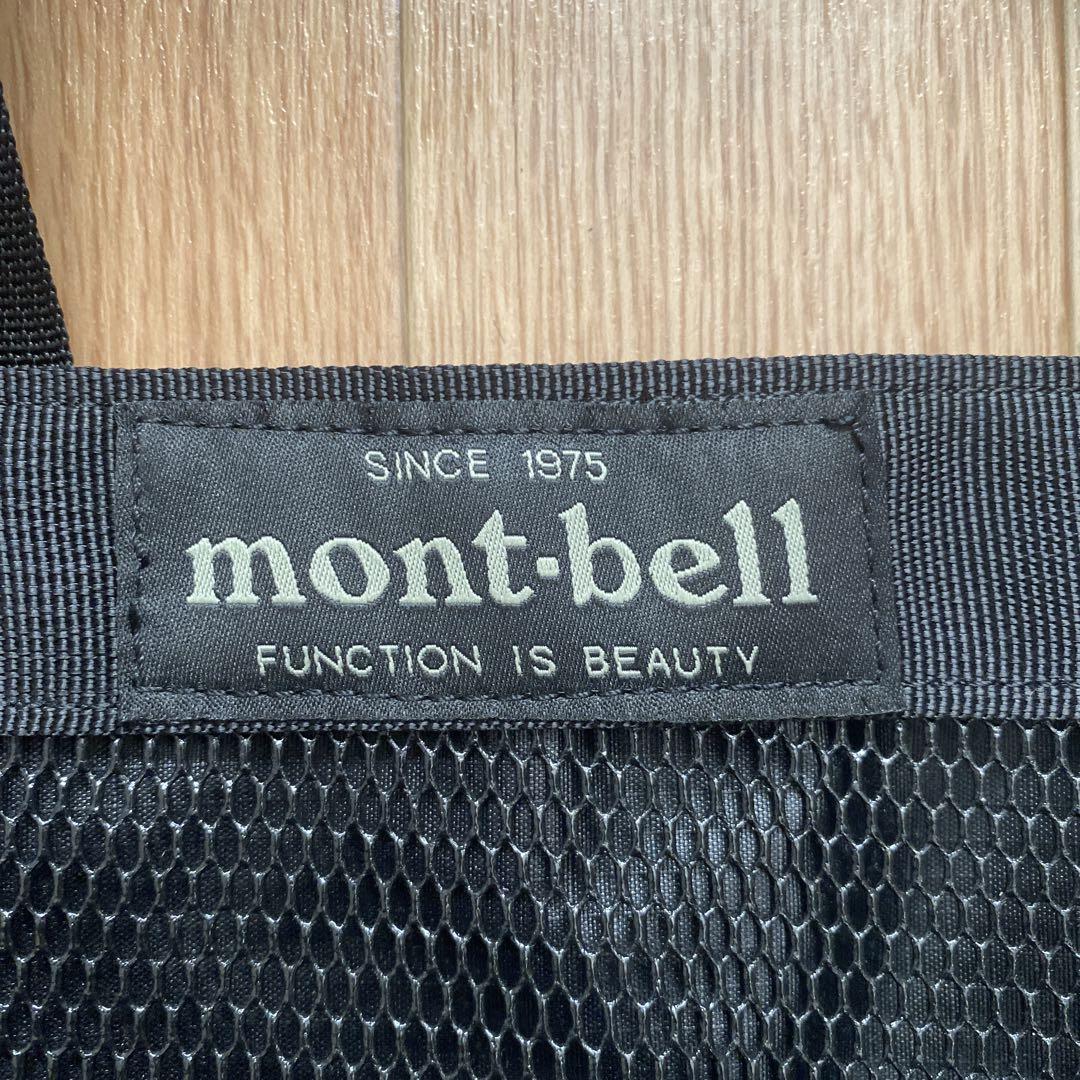 SINCE 1975
mont·bell
FUNCTION IS BEAUTY